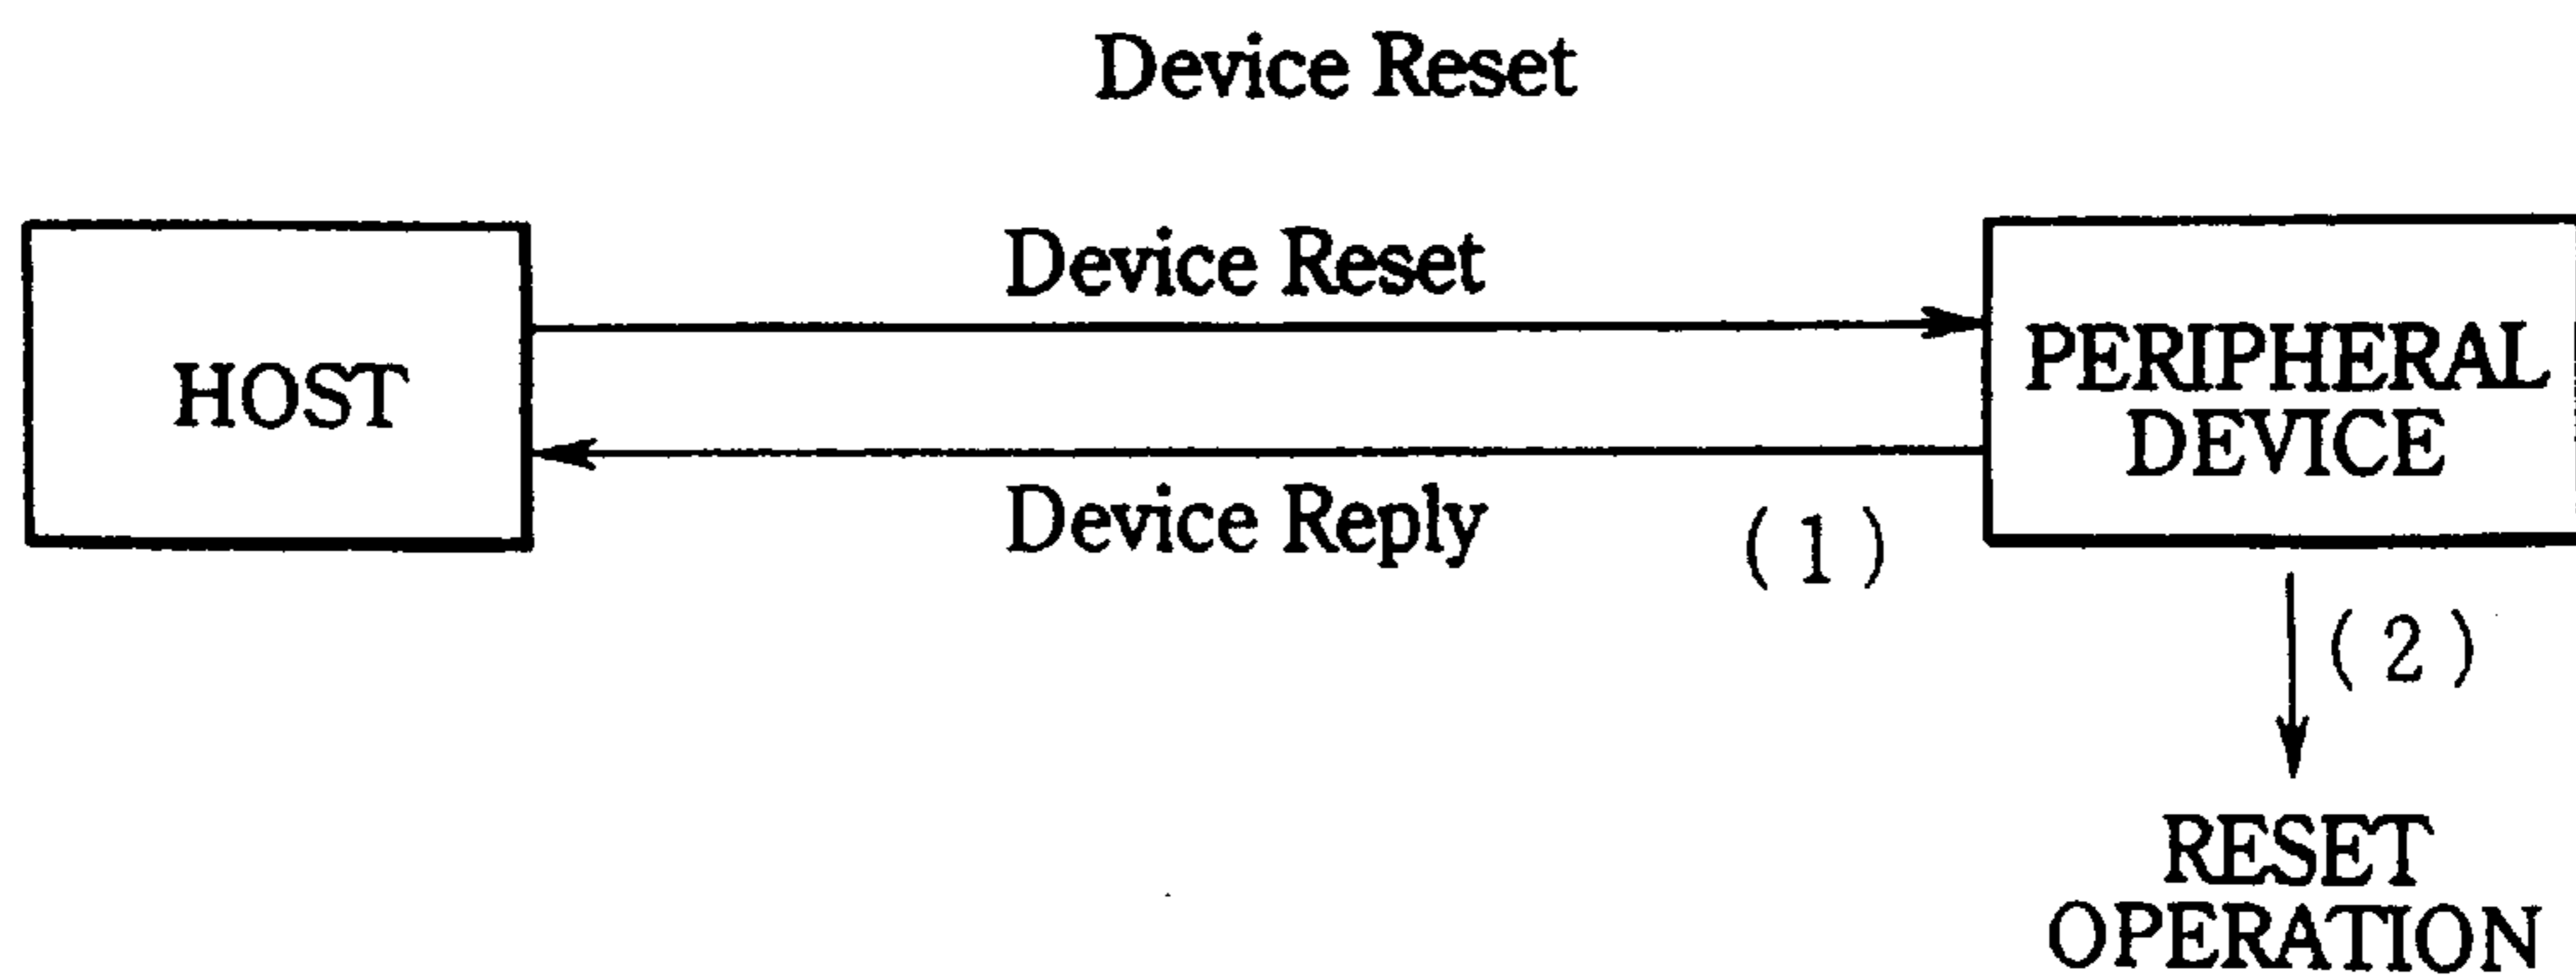 Device Reset
Device Reset
HOST
PERIPHERAL
DEVICE
Device Reply
(1)
(2)
RESET
OPERATION